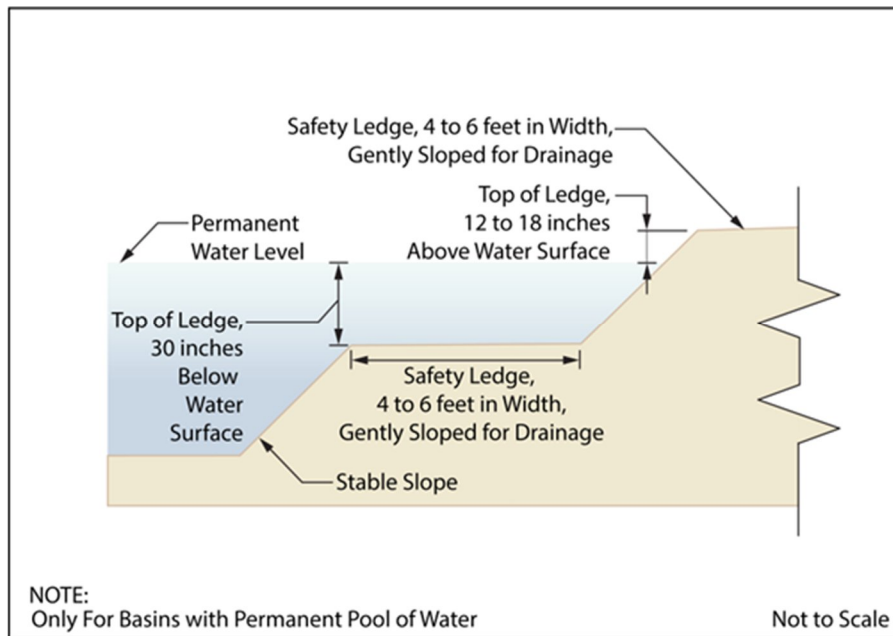 Safety Ledge, 4 to 6 feet in Width,
Gently Sloped for Drainage
Top of Ledge,
12 to 18 inches
Above Water Surface
Permanent
Water Level
Top of Ledge,
30 inches
Below
Water
Surface
Safety Ledge,
4 to 6 feet in Width,
Gently Sloped for Drainage
Stable Slope
NOTE:
Only For Basins with Permanent Pool of Water
Not to Scale